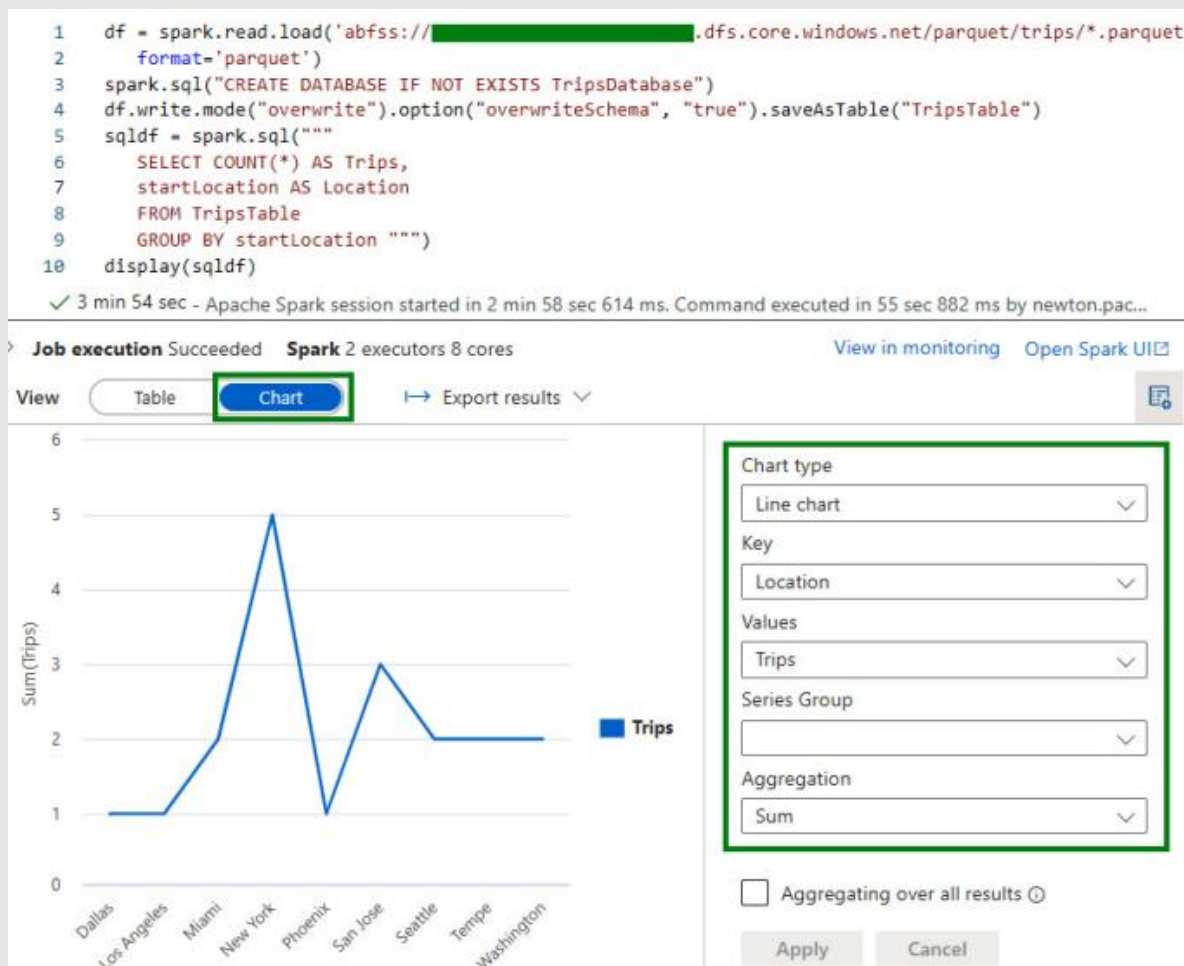 1 df = spark.read.load('abfss://.dfs.core.windows.net/parquet/trips/*.parquet
2 format='parquet')
3 spark.sql("CREATE DATABASE IF NOT EXISTS TripsDatabase")
4 df.write.mode("overwrite").option("overwriteSchema", "true").saveAsTable("TripsTable")
5 sqldf = spark.sql("""
6 SELECT COUNT(*) AS Trips,
7 startLocation AS Location
8 FROM TripsTable
9 GROUP BY startLocation """)
10 display(sqldf)
3 min 54 sec - Apache Spark session started in 2 min 58 sec 614 ms. Command executed in 55 sec 882 ms by newton.pac...
Job execution Succeeded Spark 2 executors 8 cores View in monitoring Open Spark UI
View Table Chart Export results
6
5
4
3
2
1
0
Sum(Trips)
Dallas
Los Angeles
Miami
New York
Phoenix
San Jose
Seattle
Tempe
Washington
Trips
Chart type
Line chart
Key
Location
Values
Trips
Series Group
Aggregation
Sum
Aggregating over all results
Apply Cancel